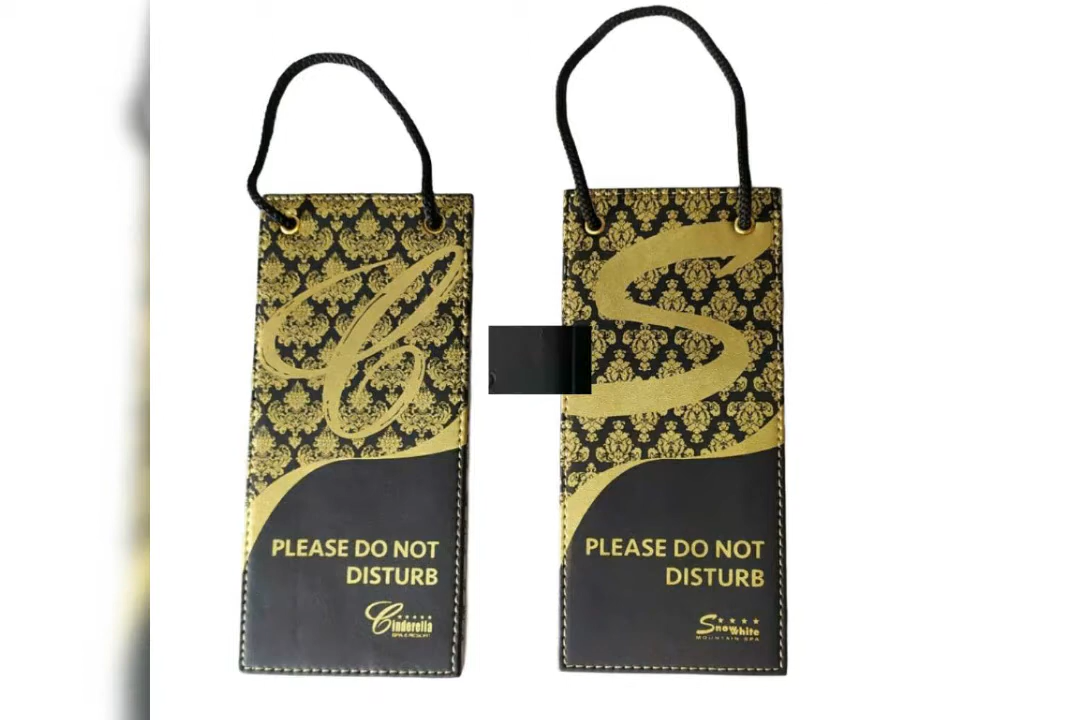 C
PLEASE DO NOT
DISTURB
Cinderella
S
PLEASE DO NOT
DISTURB
SnowWhite
MOUNTAIN SPA